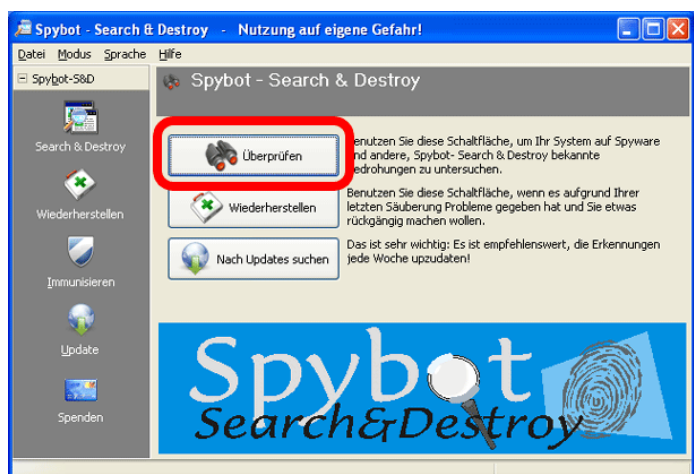 Spybot - Search & Destroy - Nutzung auf eigene Gefahr!
Datei Modus Sprache Hilfe
Spybot-S&D
Search & Destroy
Wiederherstellen
Immunisieren
Update
Spenden
Spybot - Search & Destroy
Überprüfen
enutzen Sie diese Schaltfläche, um Ihr System auf Spyware
nd andere, Spybot- Search & Destroy bekannte
edrohungen zu untersuchen.
Wiederherstellen
Benutzen Sie diese Schaltfläche, wenn es aufgrund Ihrer
letzten Säuberung Probleme gegeben hat und Sie etwas
rückgängig machen wollen.
Nach Updates suchen
Das ist sehr wichtig: Es ist empfehlenswert, die Erkennungen
jede Woche upzudaten!
Spybot
Search&Destroy